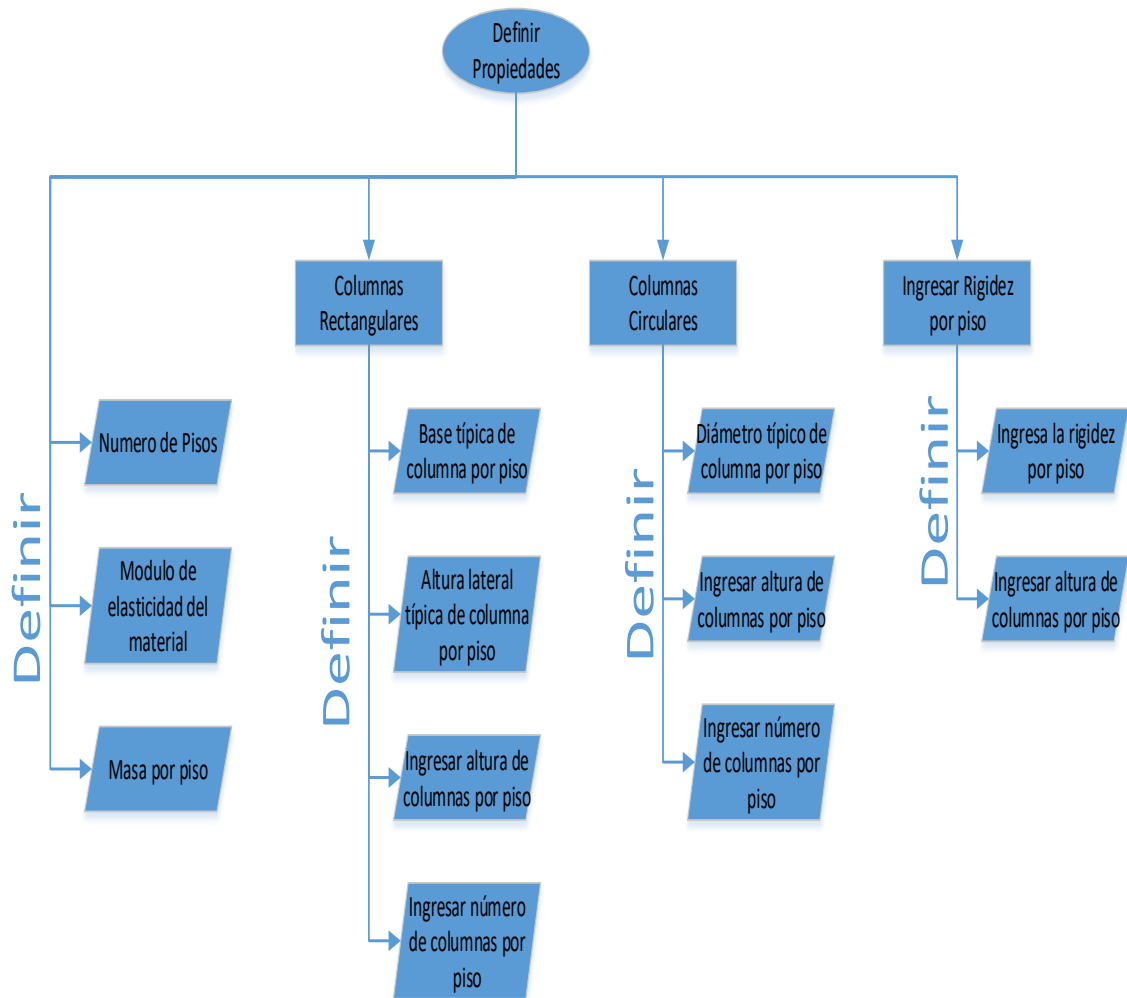 Definir
Propiedades
Columnas
Rectangulares
Columnas
Circulares
Ingresar Rigidez
por piso
Definir
Numero de Pisos
Modulo de
elasticidad del
material
Masa por piso
Definir
Base típica de
columna por piso
Altura lateral
típica de columna
por piso
Ingresar altura de
columnas por piso
Ingresar número
de columnas por
piso
Definir
Diámetro típico de
columna por piso
Ingresar altura de
columnas por piso
Ingresar número
de columnas por
piso
Definir
Ingresa la rigidez
por piso
Ingresar altura de
columnas por piso